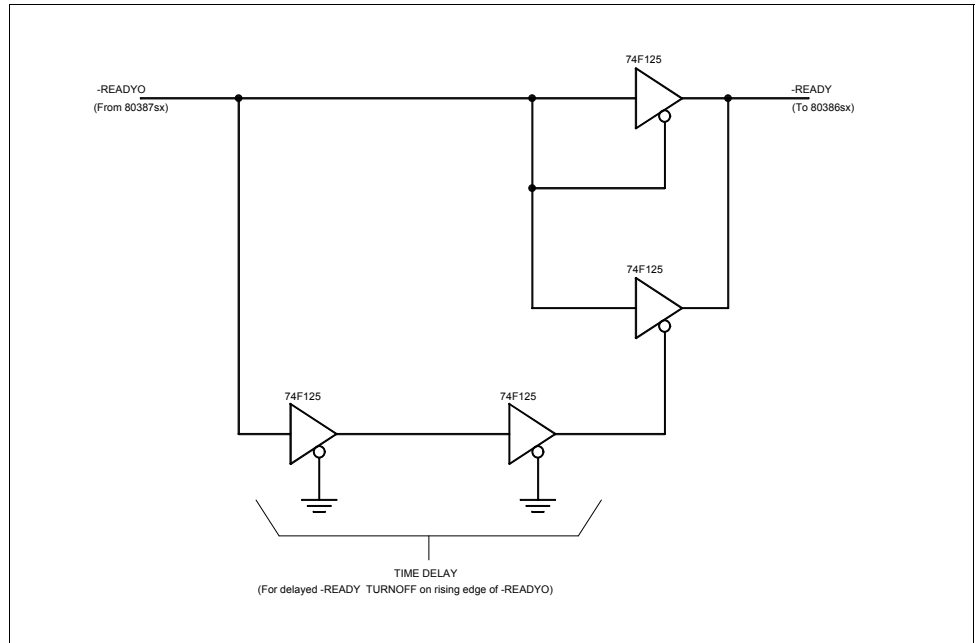 74F125
-READYO
(From 80387sx)
-READY
(To 80386sx)
74F125
74F125
74F125
TIME DELAY
(For delayed -READY TURNOFF on rising edge of -READYO)